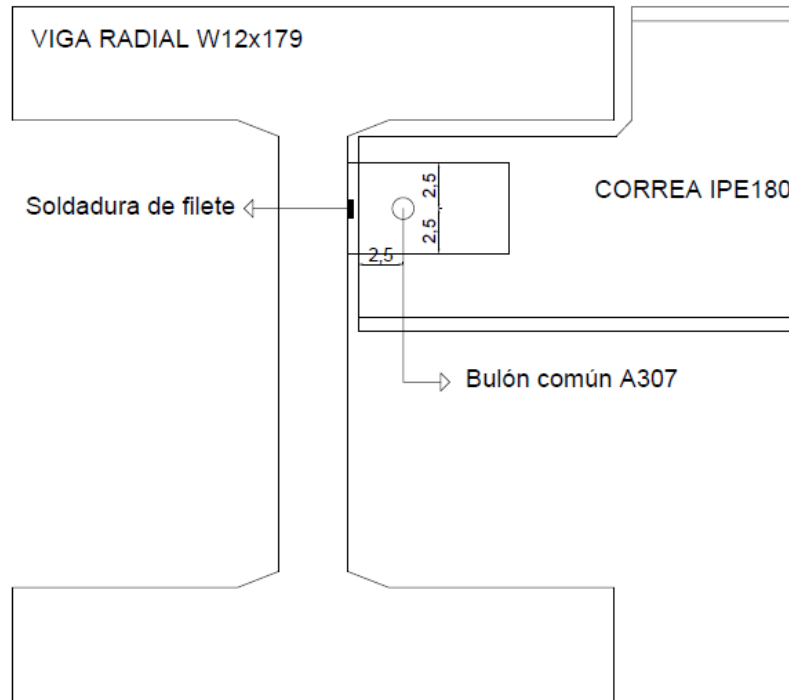 VIGA RADIAL W12x179
Soldadura de filete
2,5
2,5
2,5
CORREA IPE180
Bulón común A307